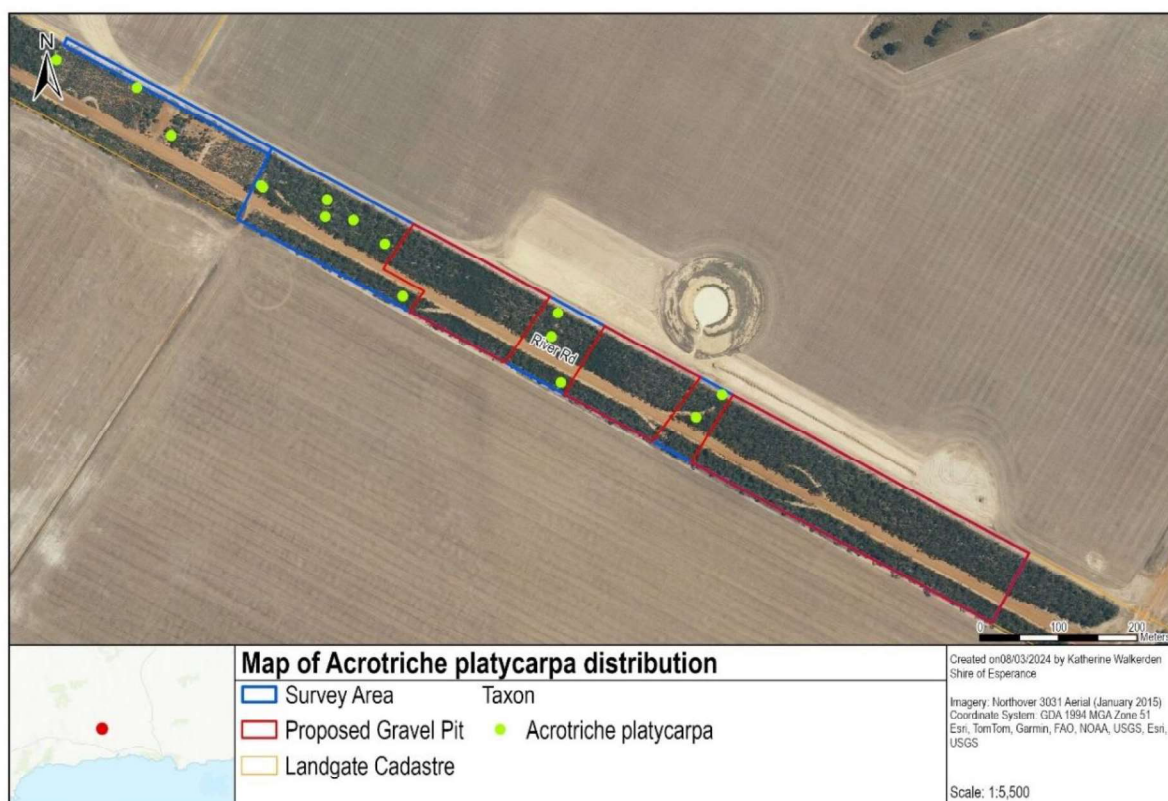 N
River Rd
0 100 200
Meters
Map of Acrotriche platycarpa distribution
Survey Area
Proposed Gravel Pit
Landgate Cadastre
Taxon
Acrotriche platycarpa
Created on08/03/2024 by Katherine Walkerden
Shire of Esperance
Imagery: Northover 3031 Aerial (January 2015)
Coordinate System: GDA 1994 MGA Zone 51
Esri, TomTom, Garmin, FAO, NOAA, USGS, Esri,
USGS
Scale: 1:5,500